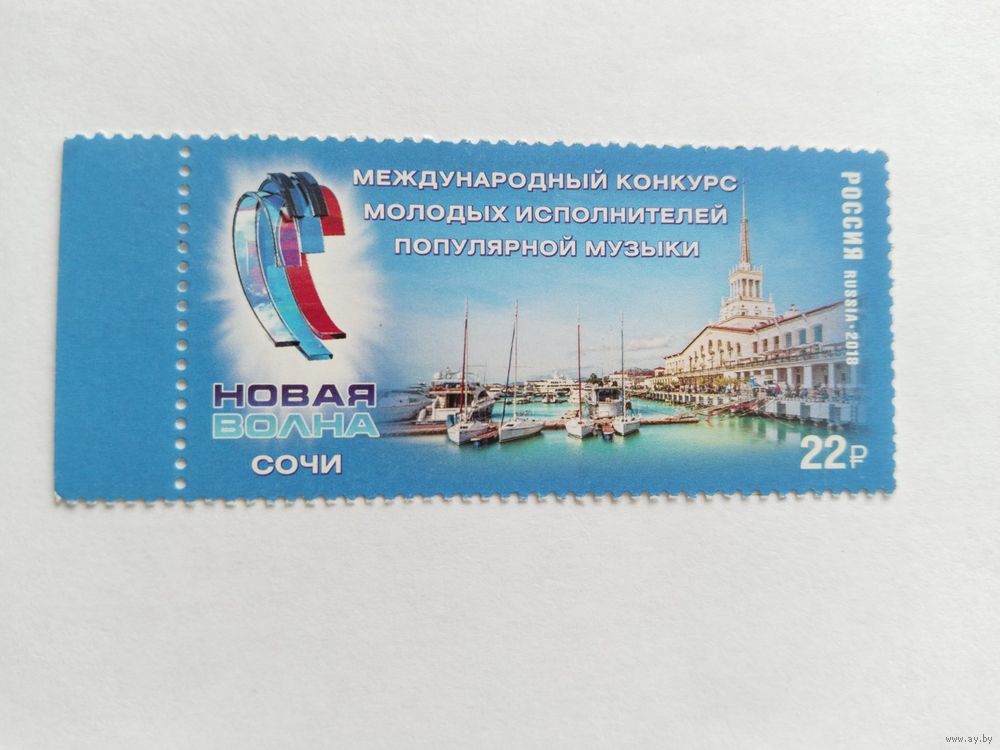 МЕЖДУНАРОДНЫЙ КОНКУРС
МОЛОДЫХ ИСПОЛНИТЕЛЕЙ
ПОПУЛЯРНОЙ МУЗЫКИ
РОССИЯ RUSSIA • 2018
НОВАЯ
ВОЛНА
СОЧИ
22₽
www.ay.by